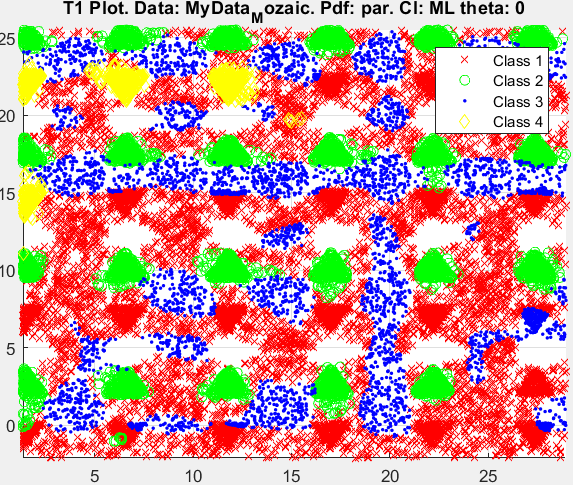 T1 Plot. Data: MyData_Mozaic. Pdf: par. Cl: ML theta: 0
25
20
15
10
5
0
Class 1
Class 2
Class 3
Class 4
5
10
15
20
25